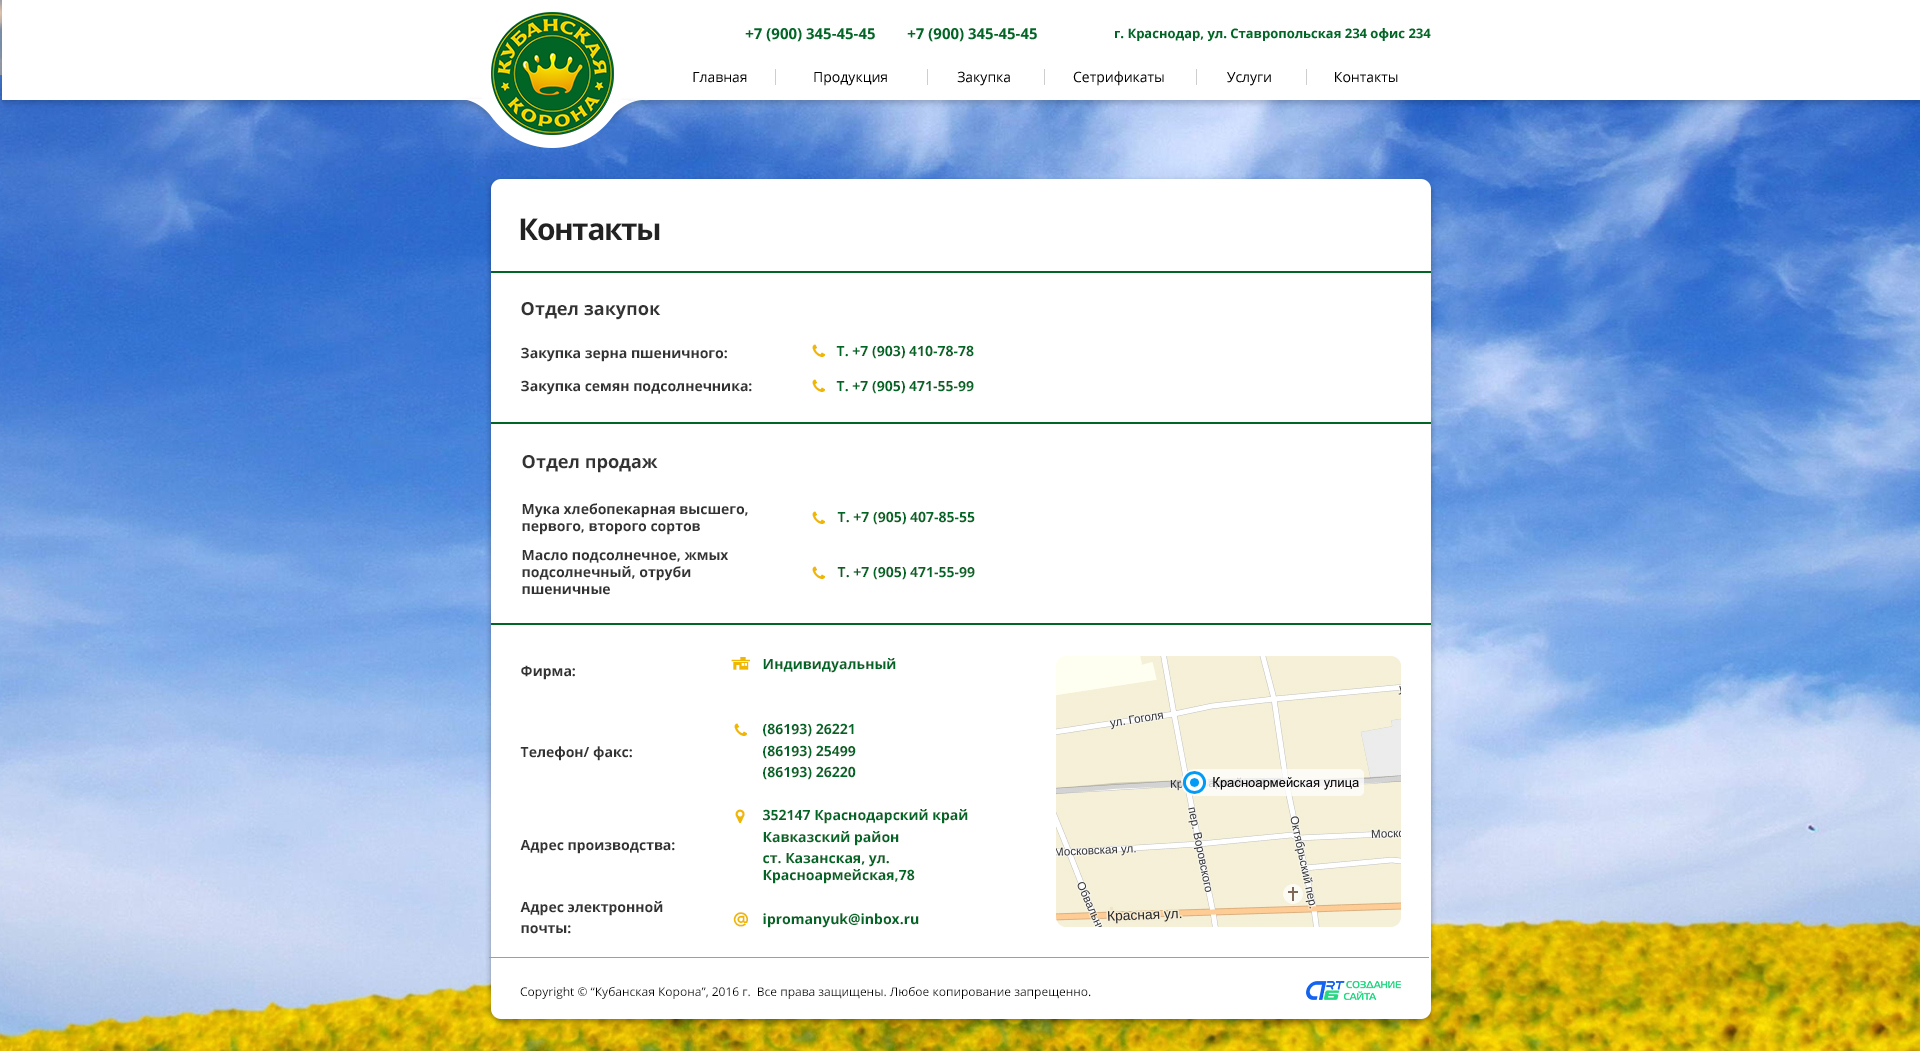 КУБАНСКАЯ
КОРОНА
+7 (900) 345-45-45 +7 (900) 345-45-45 г. Краснодар, ул. Ставропольская 234 офис 234
Главная Продукция Закупка Сетрификаты Услуги Контакты
Контакты
Отдел закупок
Закупка зерна пшеничного: Т. +7 (903) 410-78-78
Закупка семян подсолнечника: Т. +7 (905) 471-55-99
Отдел продаж
Мука хлебопекарная высшего,
первого, второго сортов
Т. +7 (905) 407-85-55
Масло подсолнечное, жмых
подсолнечный, отруби
пшеничные
Т. +7 (905) 471-55-99
Фирма: Индивидуальный
Телефон/ факс:
(86193) 26221
(86193) 25499
(86193) 26220
Адрес производства:
352147 Краснодарский край
Кавказский район
ст. Казанская, ул.
Красноармейская,78
Адрес электронной
почты:
ipromanyuk@inbox.ru
ул. Гоголя
Красноармейская улица
пер. Воровского
Октябрьский пер.
Московская ул.
Красная ул.
Copyright © “Кубанская Корона”, 2016 г. Все права защищены. Любое копирование запрещенно.
СОЗДАНИЕ
САЙТА